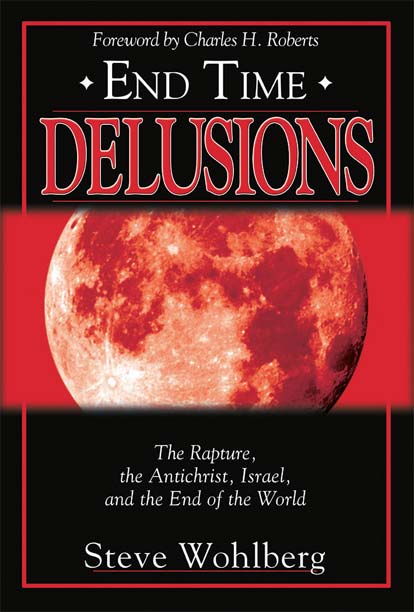 Foreword by Charles H. Roberts
END TIME
DELUSIONS
The Rapture,
the Antichrist, Israel,
and the End of the World
Steve Wohlberg